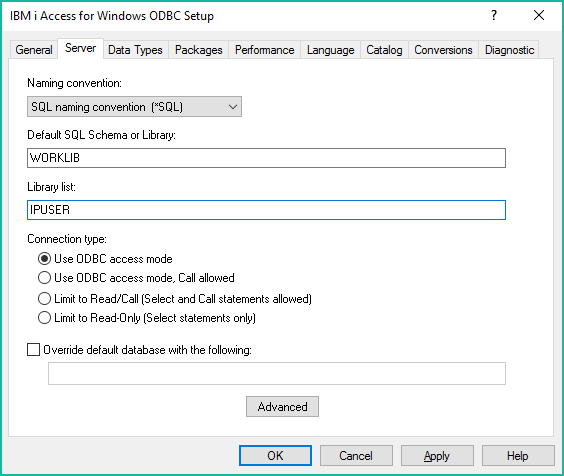 IBM i Access for Windows ODBC Setup
General Server Data Types Packages Performance Language Catalog Conversions Diagnostic
Naming convention:
SQL naming convention (*SQL)
Default SQL Schema or Library:
WORKLIB
Library list:
IPUSER
Connection type:
Use ODBC access mode
Use ODBC access mode, Call allowed
Limit to Read/Call (Select and Call statements allowed)
Limit to Read-Only (Select statements only)
Override default database with the following:
Advanced
OK Cancel Apply Help